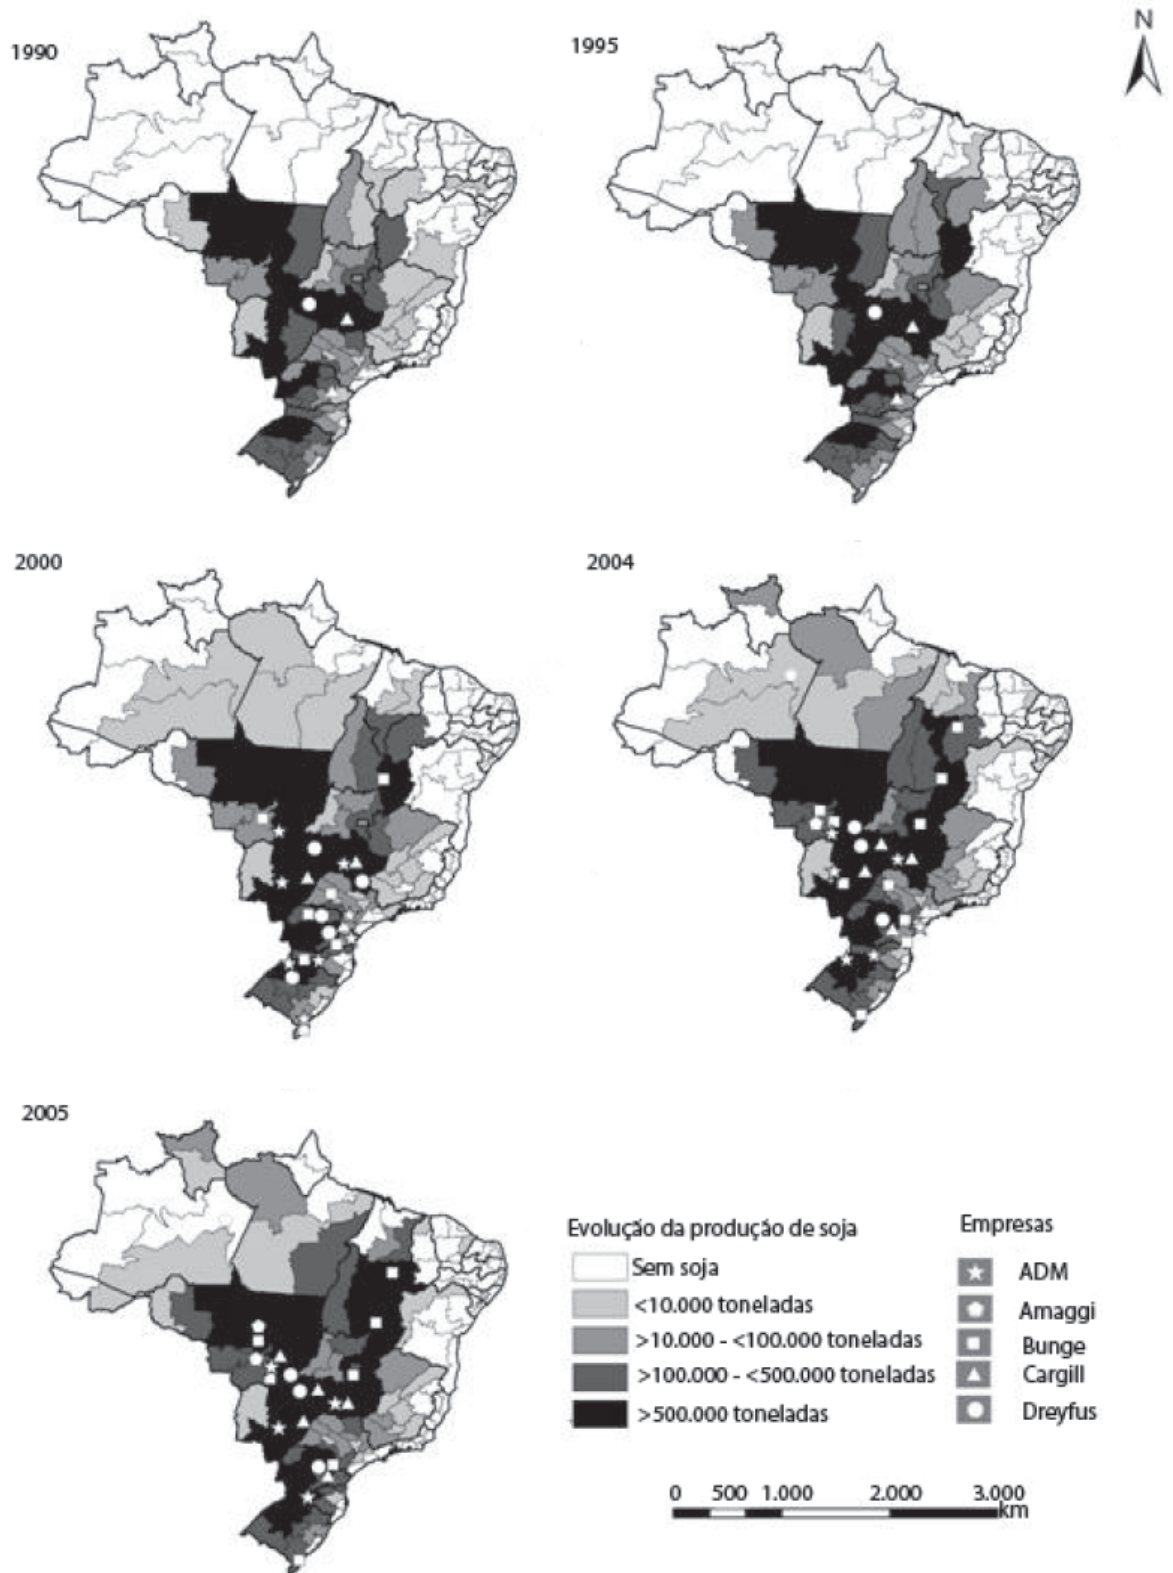 N
1990
1995
2000
2004
2005
Evolução da produção de soja
Sem soja
<10.000 toneladas
>10.000 - <100.000 toneladas
>100.000 - <500.000 toneladas
>500.000 toneladas
Empresas
ADM
Amaggi
Bunge
Cargill
Dreyfus
0 500 1.000 2.000 3.000
km